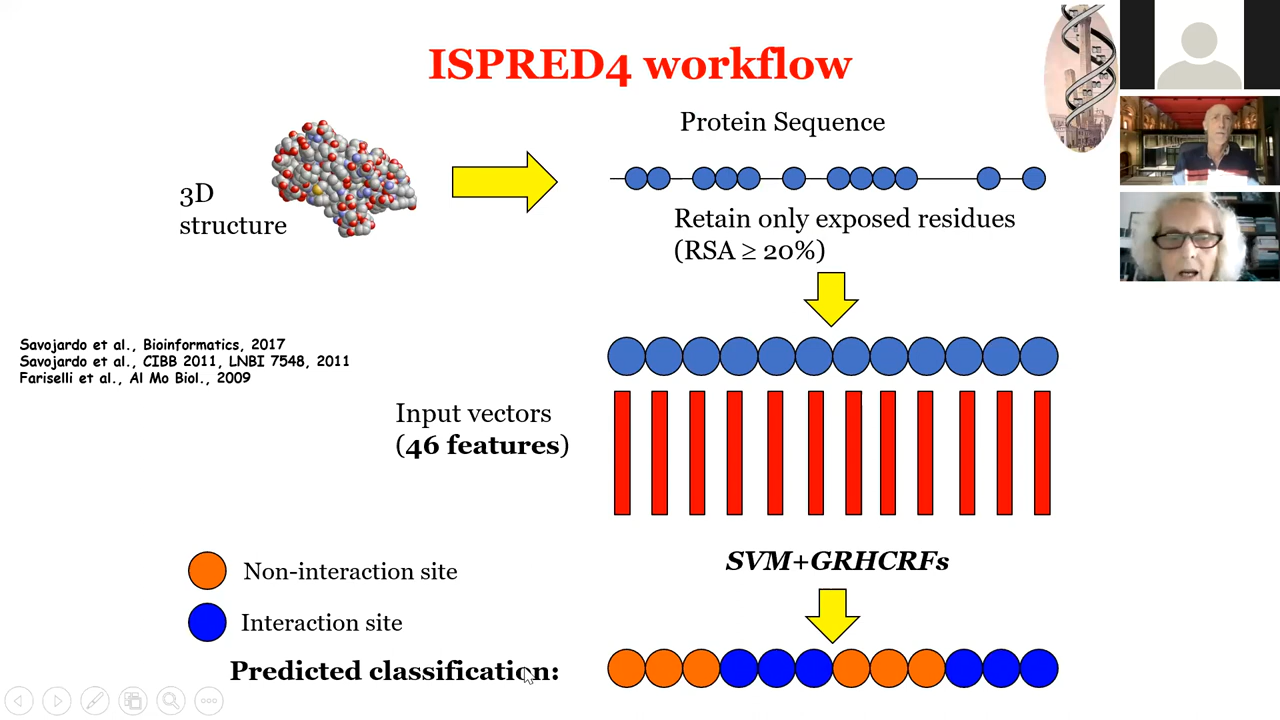 ISPRED4 workflow
Protein Sequence
3D
structure
Retain only exposed residues
(RSA ≥ 20%)
Savojardo et al., Bioinformatics, 2017
Savojardo et al., CIBB 2011, LNBI 7548, 2011
Fariselli et al., Al Mo Biol., 2009
Input vectors
(46 features)
SVM+GRHCRFs
Non-interaction site
Interaction site
Predicted classification: